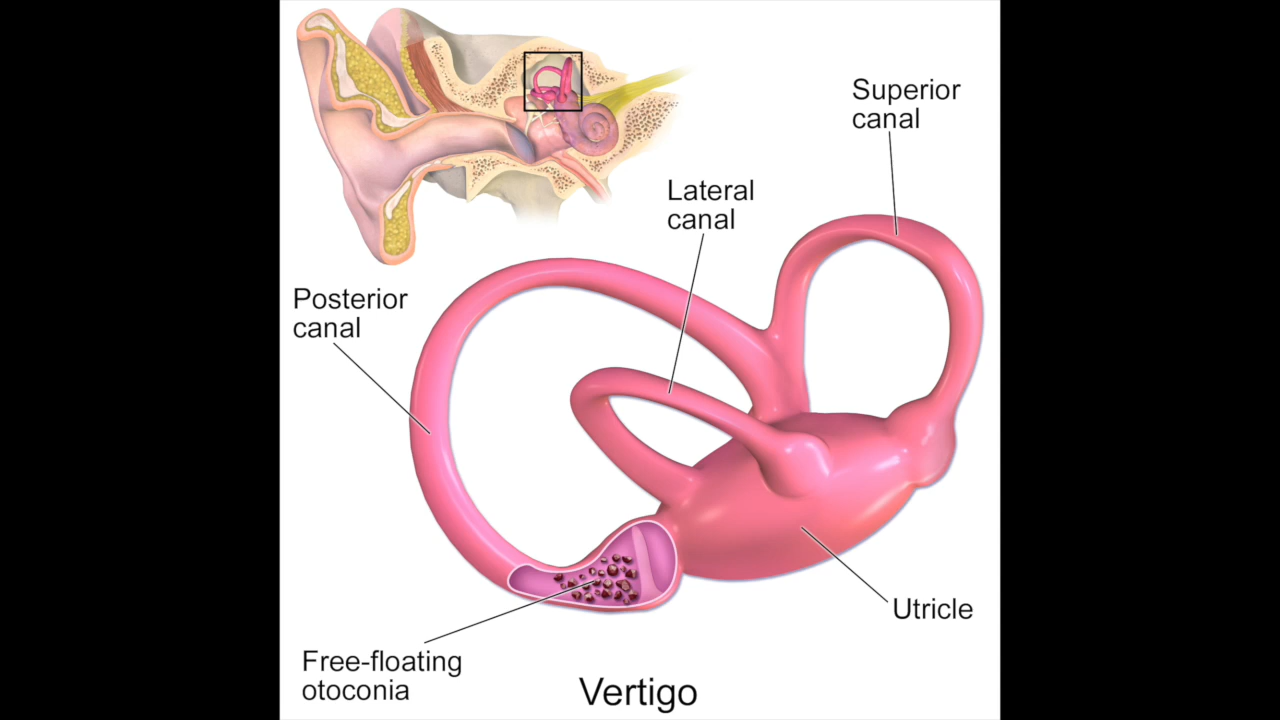 Superior
canal
Lateral
canal
Posterior
canal
Utricle
Free-floating
otoconia
Vertigo